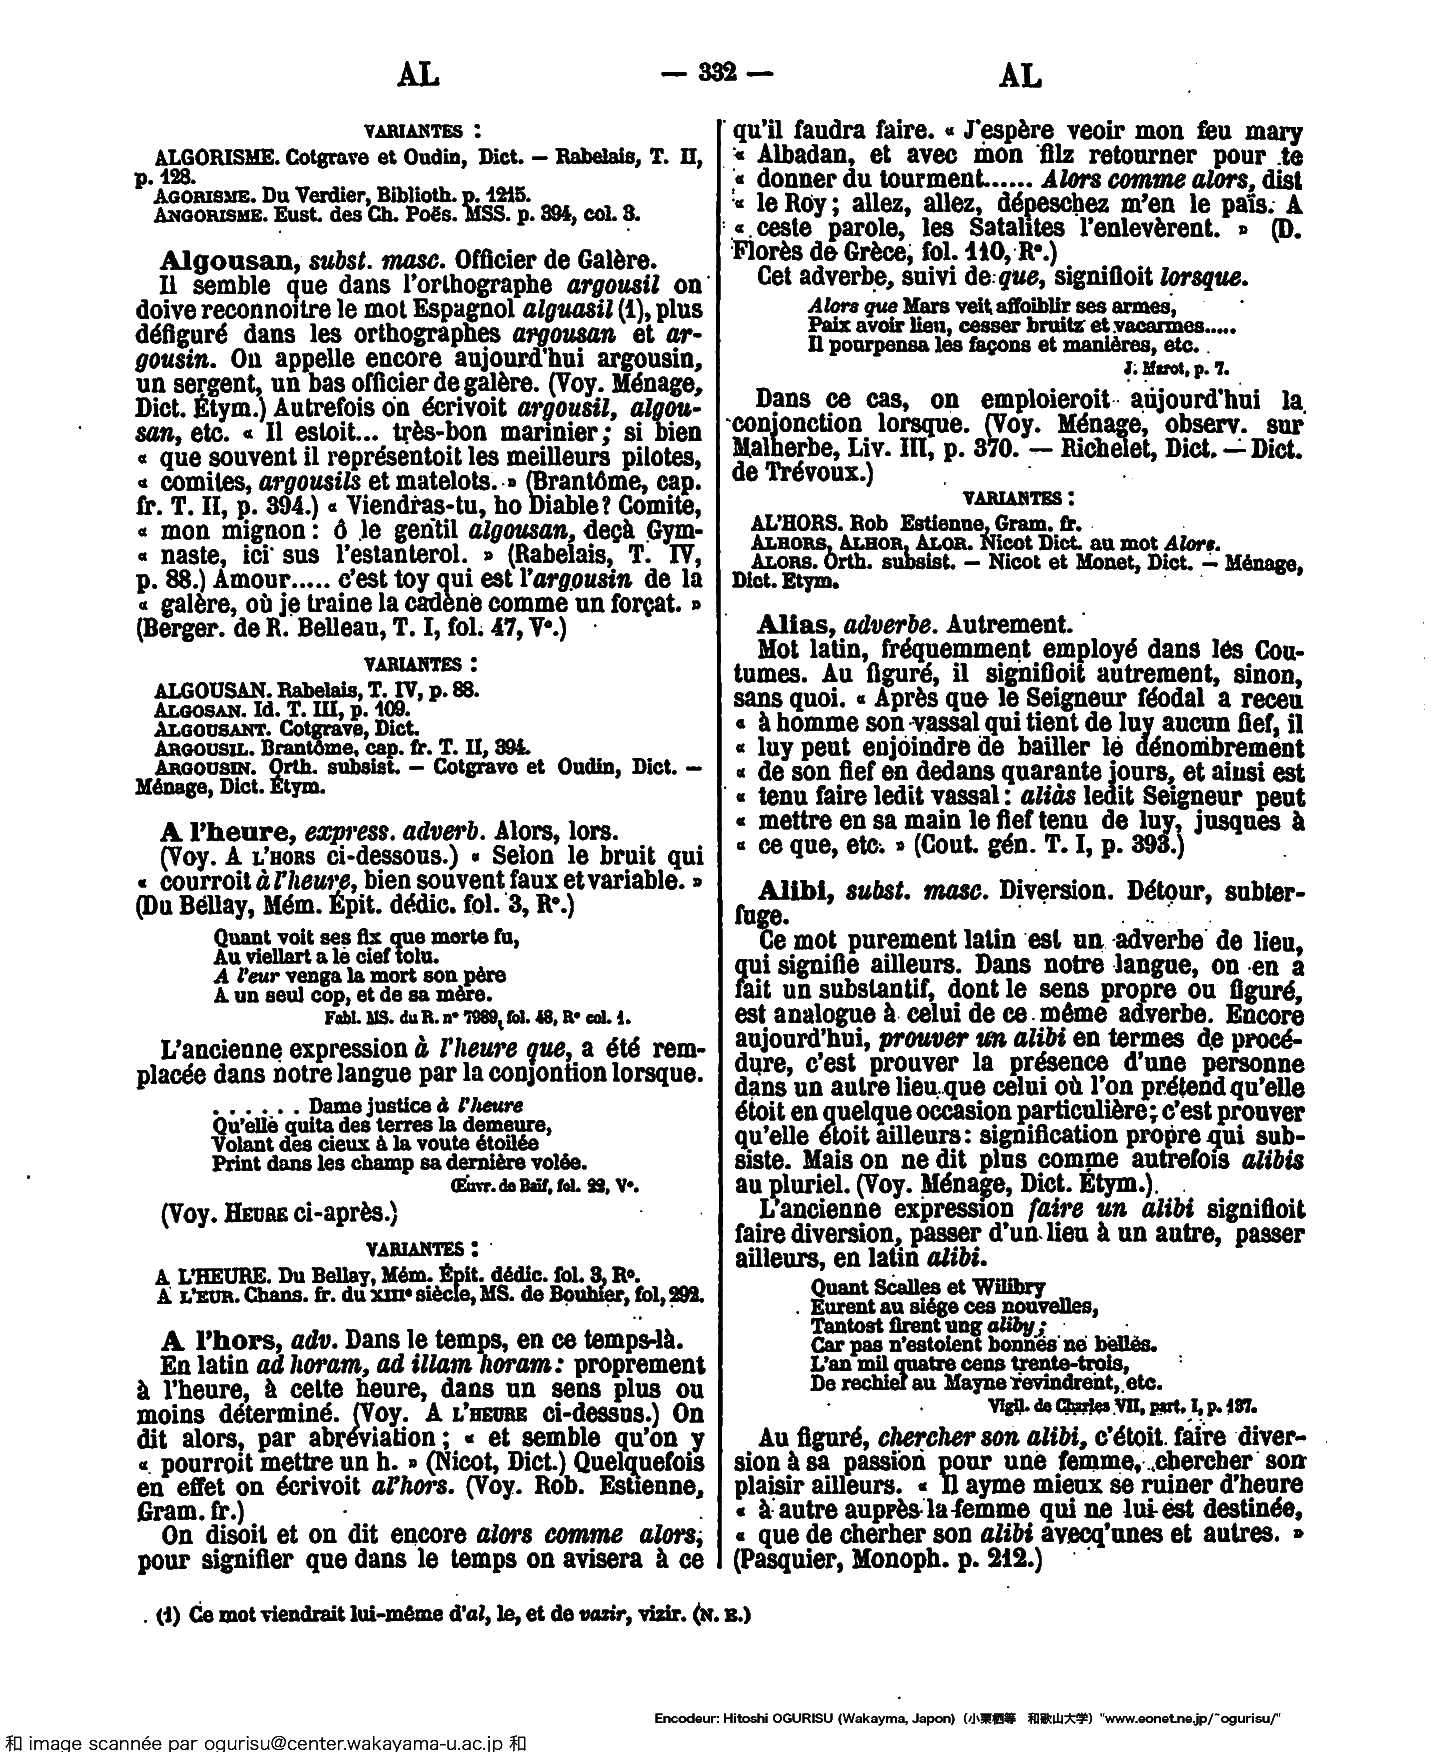 AL — 332 — AL
VARIANTES :
ALGORISME. Cotgrave et Oudin, Dict. — Rabelais, T. II,
p. 128.
AGORISME. Du Verdier, Biblioth. p. 1215.
ANGORISME. Eust. des Ch. Poës. MSS. p. 394, col. 3.
Algousan, subst. masc. Officier de Galère.
Il semble que dans l'orthographe argousil on
doive reconnoître le mot Espagnol alguasil (1), plus
défiguré dans les orthographes argousan et ar-
gousin. On appelle encore aujourd'hui argousin,
un sergent, un bas officier de galère. (Voy. Ménage,
Dict. Étym.) Autrefois on écrivoit argousil, algou-
san, etc. « Il estoit... très-bon marinier ; si bien
« que souvent il représentoit les meilleurs pilotes,
« comites, argousils et matelots. » (Brantôme, cap.
fr. T. II, p. 394.) « Viendras-tu, ho Diable ? Comite,
« mon mignon : ô le gentil algousan, deçà Gym-
« naste, ici sus l'estanterol. » (Rabelais, T. IV,
p. 88.) Amour..... c'est toy qui est l'argousin de la
« galère, où je traine la cadène comme un forçat. »
(Berger. de R. Belleau, T. I, fol. 47, V°.)
VARIANTES :
ALGOUSAN. Rabelais, T. IV, p. 88.
ALGOSAN. Id. T. III, p. 109.
ALGOUSANT. Cotgrave, Dict.
ARGOUSIL. Brantôme, cap. fr. T. II, 394.
ARGOUSIN. Orth. subsist. — Cotgrave et Oudin, Dict. —
Ménage, Dict. Étym.
A l'heure, express. adverb. Alors, lors.
(Voy. A L'HORS ci-dessous.) « Selon le bruit qui
« courroit à l'heure, bien souvent faux et variable. »
(Du Bellay, Mém. Épit. dédic. fol. 3, R°.)
Quant voit ses fix que morte fu,
Au viellart a le cief tolu.
A l'eur venga la mort son père
A un seul cop, et de sa mère.
Fabl. MS. du R. n° 7989, fol. 48, R° col. 1.
L'ancienne expression à l'heure que, a été rem-
placée dans notre langue par la conjontion lorsque.
. . . . . . Dame justice à l'heure
Qu'elle quita des terres la demeure,
Volant des cieux à la voute étoilée
Print dans les champ sa dernière volée.
Œuvr. de Baïf, fol. 22, V°.
(Voy. HEURE ci-après.)
VARIANTES :
A L'HEURE. Du Bellay, Mém. Épit. dédic. fol. 3, R°.
A L'EUR. Chans. fr. du XIIIe siècle, MS. de Bouhier, fol, 292.
A l'hors, adv. Dans le temps, en ce temps-là.
En latin ad horam, ad illam horam : proprement
à l'heure, à cette heure, dans un sens plus ou
moins déterminé. (Voy. A L'HEURE ci-dessus.) On
dit alors, par abréviation ; « et semble qu'on y
« pourroit mettre un h. » (Nicot, Dict.) Quelquefois
en effet on écrivoit al'hors. (Voy. Rob. Estienne,
Gram. fr.)
On disoit et on dit encore alors comme alors,
pour signifier que dans le temps on avisera à ce
qu'il faudra faire. « J'espère veoir mon feu mary
« Albadan, et avec mon filz retourner pour te
« donner du tourment...... Alors comme alors, dist
« le Roy ; allez, allez, dépeschez m'en le païs. A
« ceste parole, les Satalites l'enlevèrent. » (D.
Florès de Grèce, fol. 110, R°.)
Cet adverbe, suivi de que, signifioit lorsque.
Alors que Mars veit affoiblir ses armes,
Paix avoir lieu, cesser bruitz et vacarmes.....
Il pourpensa les façons et manières, etc.
J. Marot, p. 7.
Dans ce cas, on emploieroit aujourd'hui la
conjonction lorsque. (Voy. Ménage, observ. sur
Malherbe, Liv. III, p. 370. — Richelet, Dict. — Dict.
de Trévoux.)
VARIANTES :
AL'HORS. Rob Estienne, Gram. fr.
ALHORS, ALHOR, ALOR. Nicot Dict. au mot Alors.
ALORS. Orth. subsist. — Nicot et Monet, Dict. — Ménage,
Dict. Etym.
Alias, adverbe. Autrement.
Mot latin, fréquemment employé dans les Cou-
tumes. Au figuré, il signifioit autrement, sinon,
sans quoi. « Après que le Seigneur féodal a receu
« à homme son vassal qui tient de luy aucun fief, il
« luy peut enjoindre de bailler le dénombrement
« de son fief en dedans quarante jours, et ainsi est
« tenu faire ledit vassal : aliàs ledit Seigneur peut
« mettre en sa main le fief tenu de luy, jusques à
« ce que, etc. » (Cout. gén. T. I, p. 393.)
Alibi, subst. masc. Diversion. Détour, subter-
fuge.
Ce mot purement latin est un adverbe de lieu,
qui signifie ailleurs. Dans notre langue, on en a
fait un substantif, dont le sens propre ou figuré,
est analogue à celui de ce même adverbe. Encore
aujourd'hui, prouver un alibi en termes de procé-
dure, c'est prouver la présence d'une personne
dans un autre lieu que celui où l'on prétend qu'elle
étoit en quelque occasion particulière ; c'est prouver
qu'elle étoit ailleurs : signification propre qui sub-
siste. Mais on ne dit plus comme autrefois alibis
au pluriel. (Voy. Ménage, Dict. Étym.).
L'ancienne expression faire un alibi signifioit
faire diversion, passer d'un lieu à un autre, passer
ailleurs, en latin alibi.
Quant Scalles et Wilibry
Eurent au siége ces nouvelles,
Tantost firent ung aliby ;
Car pas n'estoient bonnes ne belles.
L'an mil quatre cens trente-trois,
De rechief au Mayne revindrent, etc.
Vigil. de Charles VII, part. I, p. 137.
Au figuré, chercher son alibi, c'étoit faire diver-
sion à sa passion pour une femme, chercher son
plaisir ailleurs. « Il ayme mieux se ruiner d'heure
« à autre auprès la femme qui ne lui est destinée,
« que de cherher son alibi avecq'unes et autres. »
(Pasquier, Monoph. p. 212.)
(1) Ce mot viendrait lui-même d'al, le, et de vazir, vizir. (N. E.)
Encodeur: Hitoshi OGURISU (Wakayma, Japon) (小栗栖等 和歌山大学) "www.eonet.ne.jp/~ogurisu/"
和 image scannée par ogurisu@center.wakayama-u.ac.jp 和